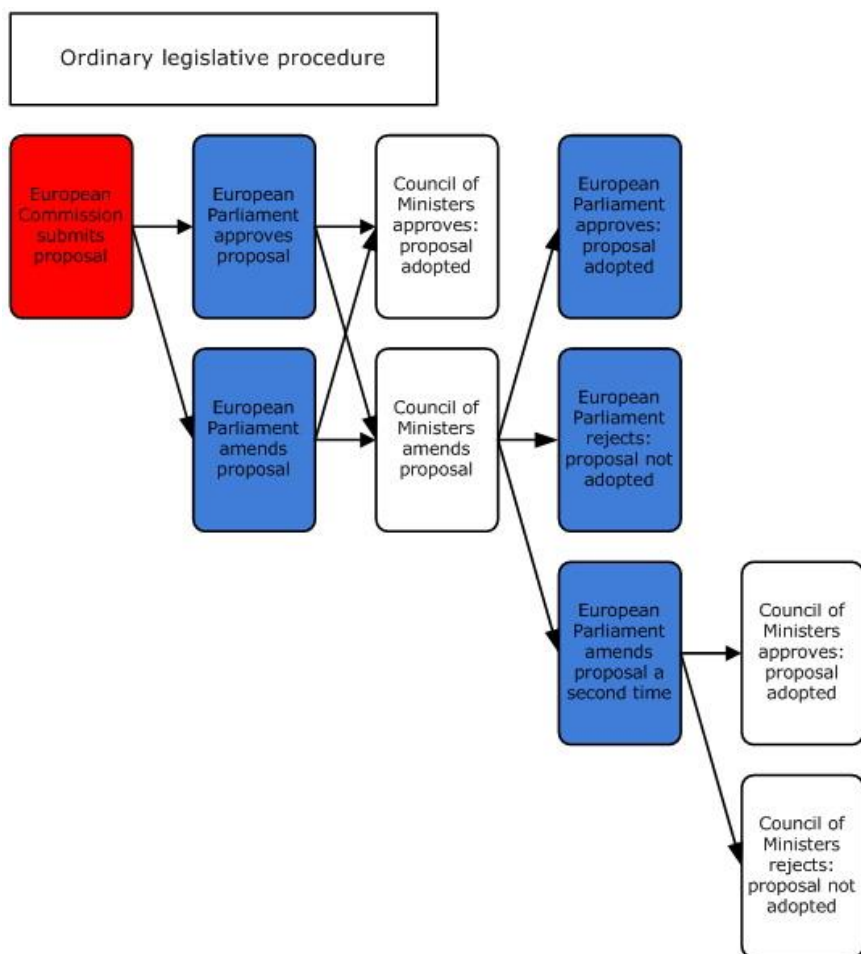 Ordinary legislative procedure
European
Commission
submits
proposal
European
Parliament
approves
proposal
Council of
Ministers
approves:
proposal
adopted
European
Parliament
approves:
proposal
adopted
European
Parliament
amends
proposal
Council of
Ministers
amends
proposal
European
Parliament
rejects:
proposal not
adopted
European
Parliament
amends
proposal a
second time
Council of
Ministers
approves:
proposal
adopted
Council of
Ministers
rejects:
proposal not
adopted